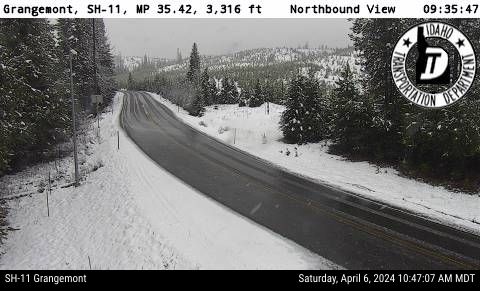 Grangemont, SH-11, MP 35.42, 3,316 ft Northbound View 09:35:47
IDAHO
TRANSPORTATION DEPARTMENT
SH-11 Grangemont Saturday, April 6, 2024 10:47:07 AM MDT